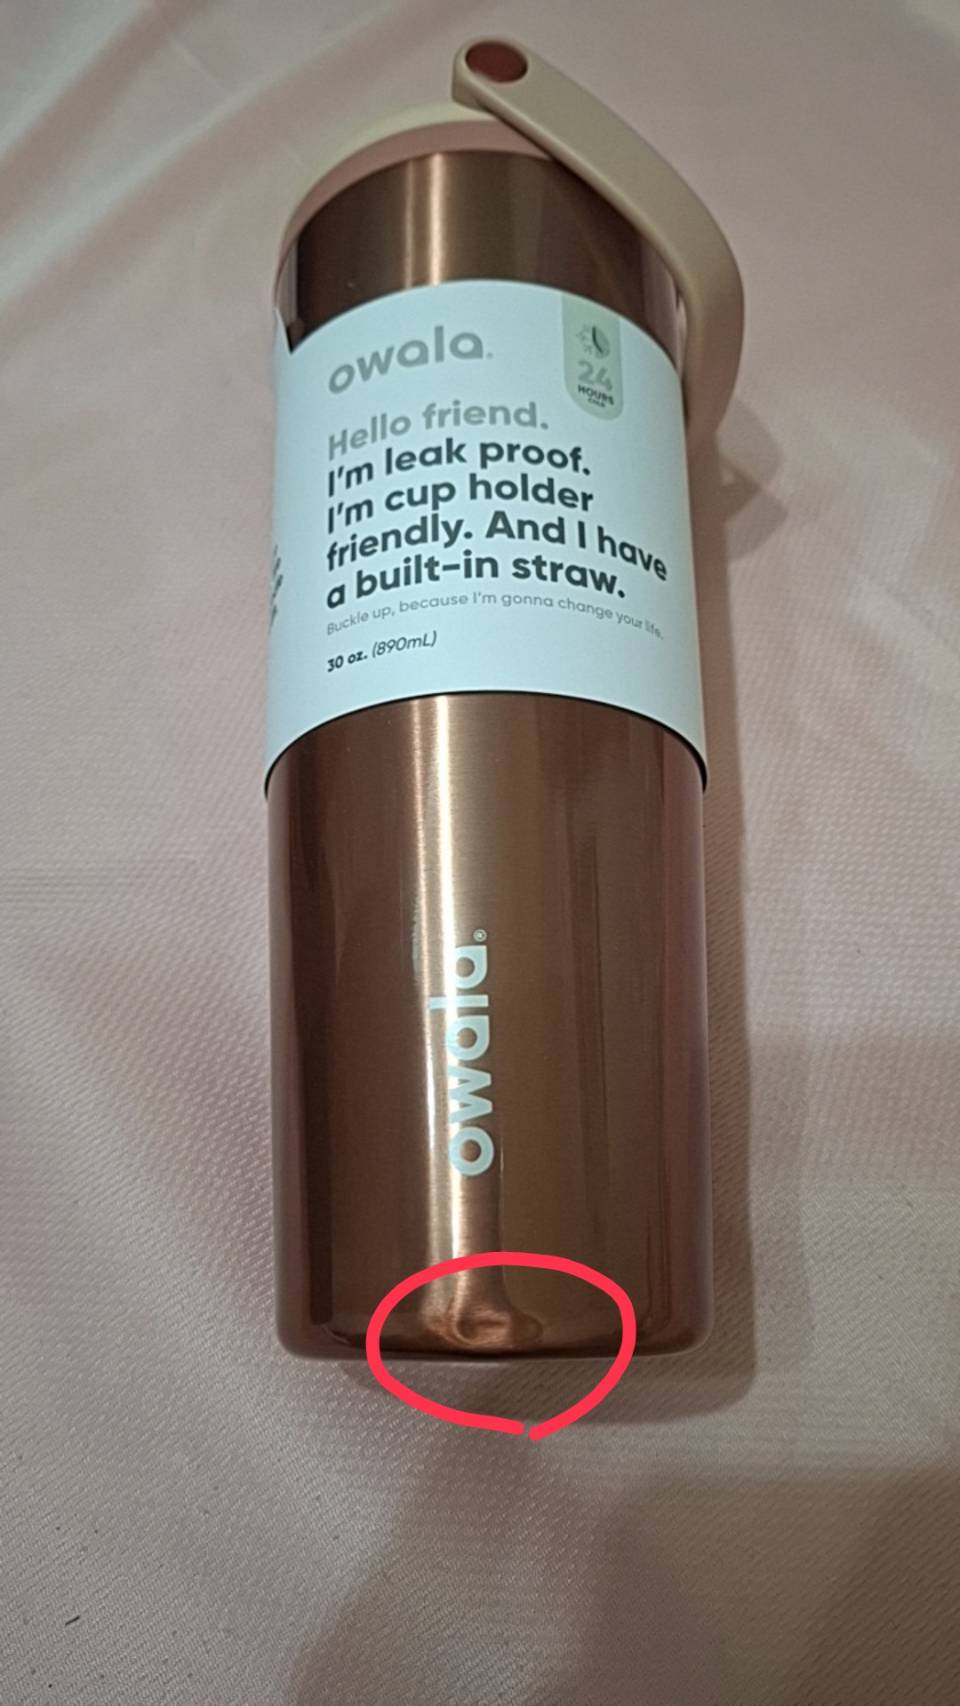 owala.
24
HOURS
COLD
Hello friend.
I'm leak proof.
I'm cup holder
friendly. And I have
a built-in straw.
Buckle up, because I'm gonna change your life.
30 oz. (890mL)
owala®